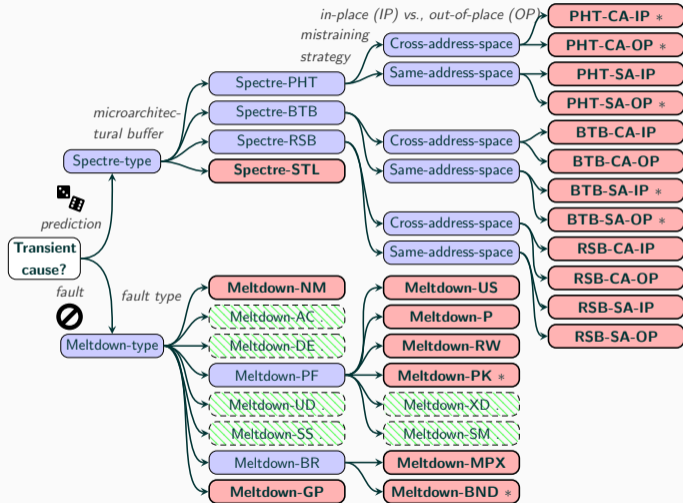 in-place (IP) vs., out-of-place (OP)
PHT-CA-IP *
mistraining
strategy
Cross-address-space
PHT-CA-OP *
Same-address-space
PHT-SA-IP
Spectre-PHT
PHT-SA-OP *
microarchitec-
tural buffer
Spectre-BTB
BTB-CA-IP
Spectre-RSB
Cross-address-space
BTB-CA-OP
Spectre-type
Spectre-STL
Same-address-space
BTB-SA-IP *
BTB-SA-OP *
prediction
Cross-address-space
RSB-CA-IP
Transient
cause?
Same-address-space
RSB-CA-OP
fault
fault type
Meltdown-NM
Meltdown-US
RSB-SA-IP
Meltdown-AC
Meltdown-P
RSB-SA-OP
Meltdown-type
Meltdown-DE
Meltdown-RW
Meltdown-PF
Meltdown-PK *
Meltdown-UD
Meltdown-XD
Meltdown-SS
Meltdown-SM
Meltdown-BR
Meltdown-MPX
Meltdown-GP
Meltdown-BND *